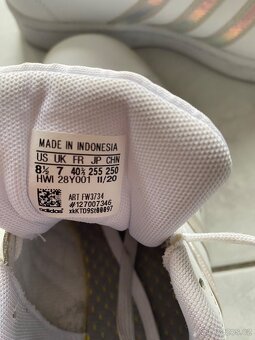 MADE IN INDONESIA
US UK FR JP CHN
8½ 7 40⅔ 255 250
HWI 28Y001 11/20
ART FW3734
#127007346
adidas